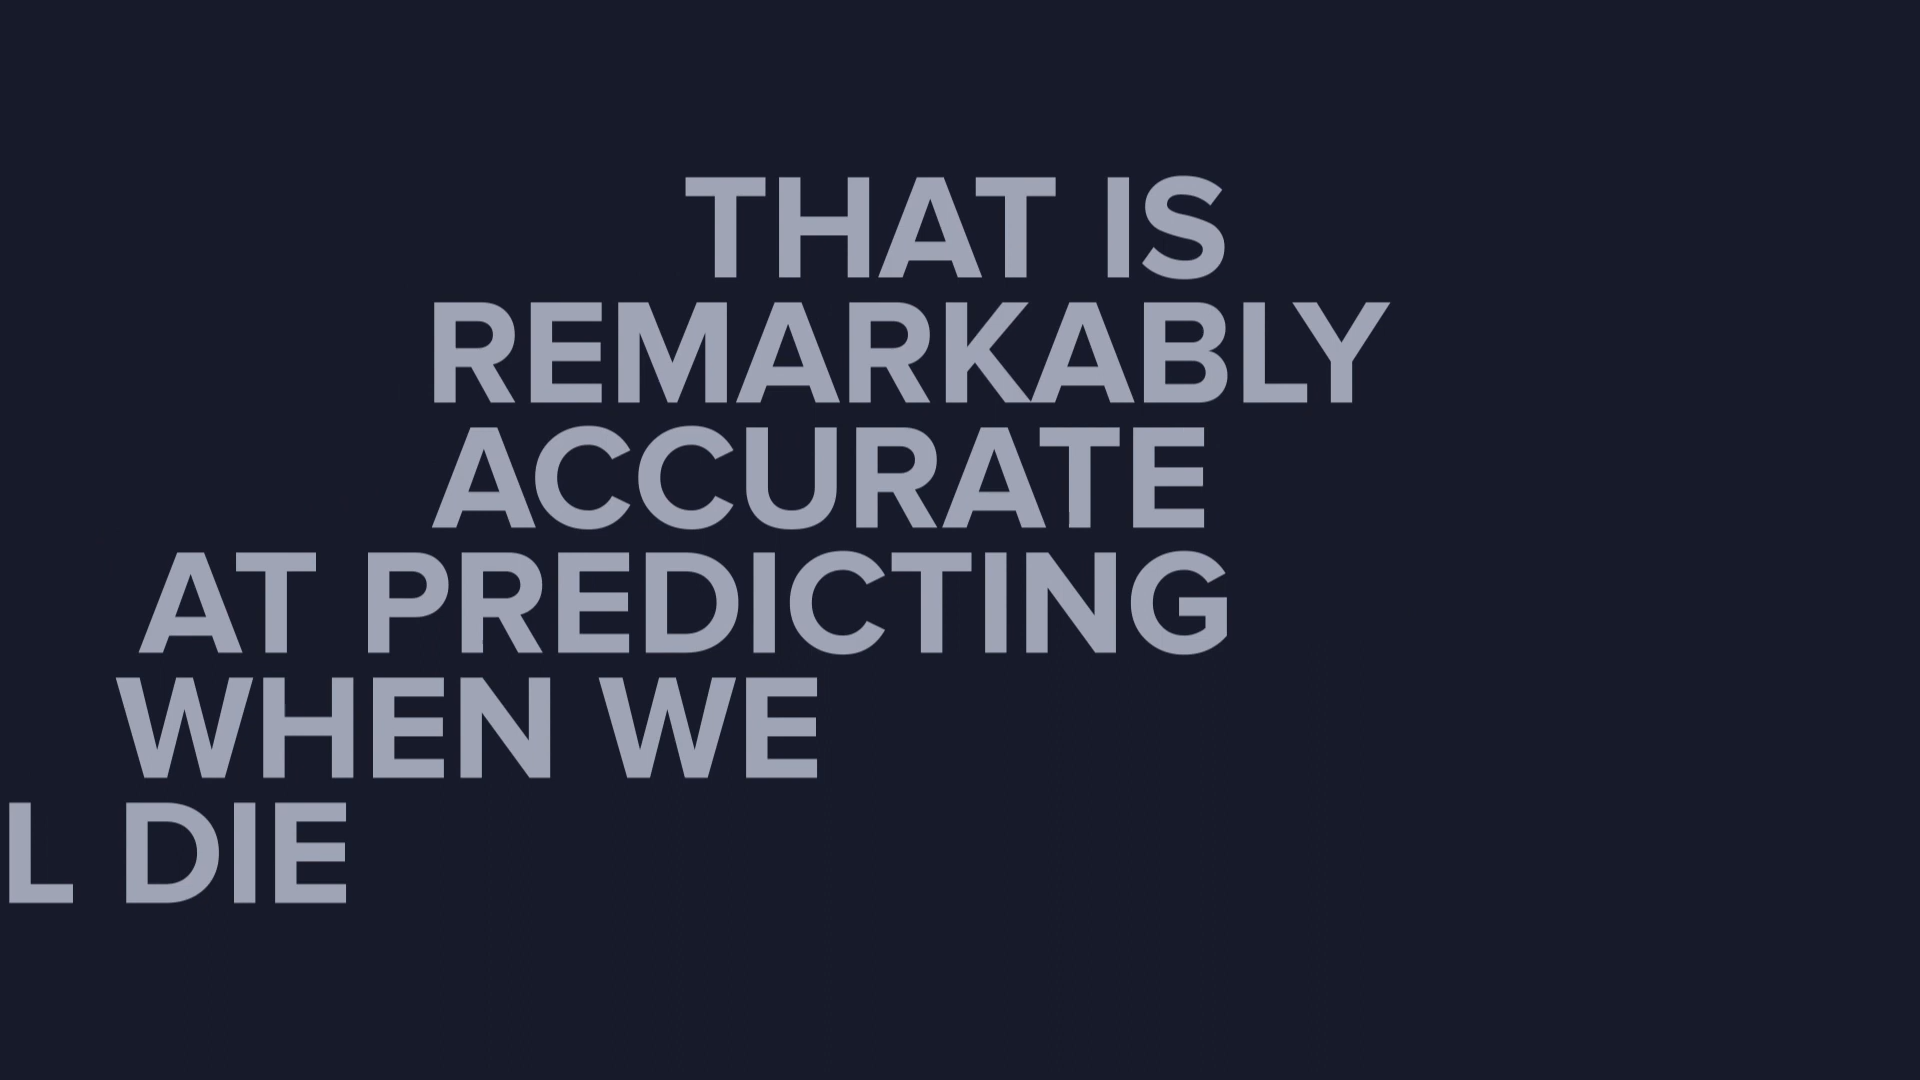 THAT IS
REMARKABLY
ACCURATE
AT PREDICTING
WHEN WE
L DIE